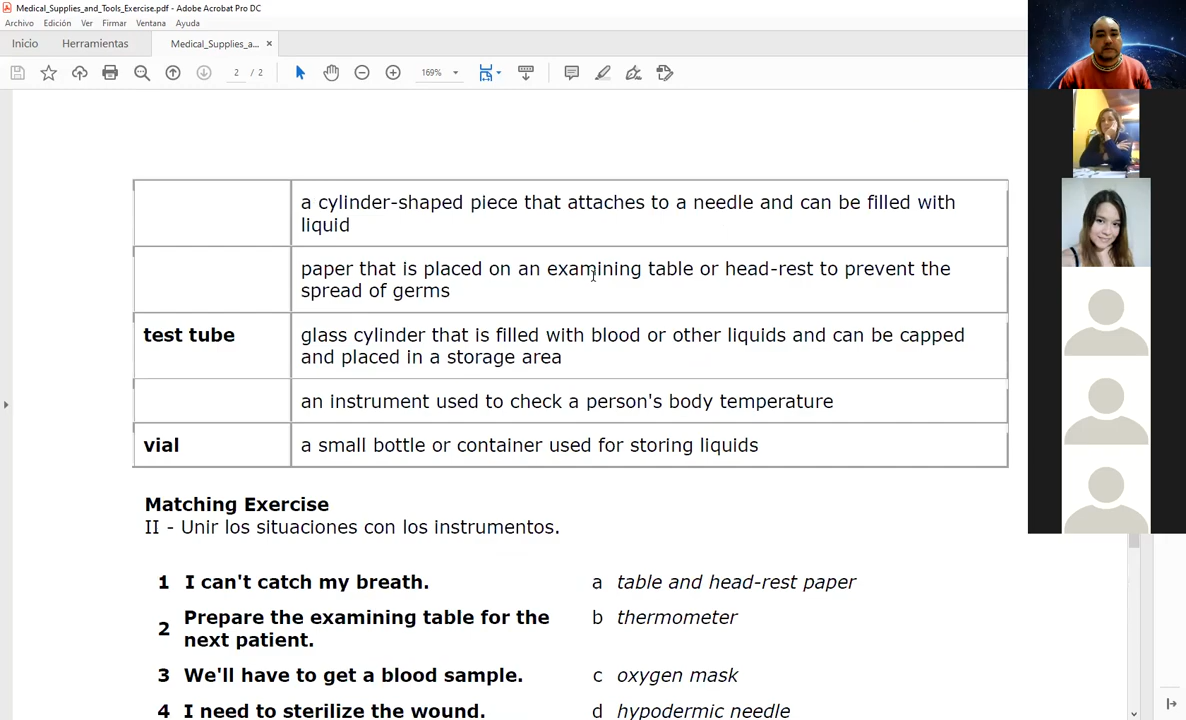 Medical_Supplies_and_Tools_Exercise.pdf - Adobe Acrobat Pro DC
Archivo Edición Ver Firmar Ventana Ayuda
Inicio Herramientas Medical_Supplies_a... ×
2 / 2 169%
a cylinder-shaped piece that attaches to a needle and can be filled with
liquid
paper that is placed on an examining table or head-rest to prevent the
spread of germs
test tube glass cylinder that is filled with blood or other liquids and can be capped
and placed in a storage area
an instrument used to check a person's body temperature
vial a small bottle or container used for storing liquids
Matching Exercise
II - Unir los situaciones con los instrumentos.
1 I can't catch my breath. a table and head-rest paper
2 Prepare the examining table for the b thermometer
next patient.
3 We'll have to get a blood sample. c oxygen mask
4 I need to sterilize the wound. d hypodermic needle